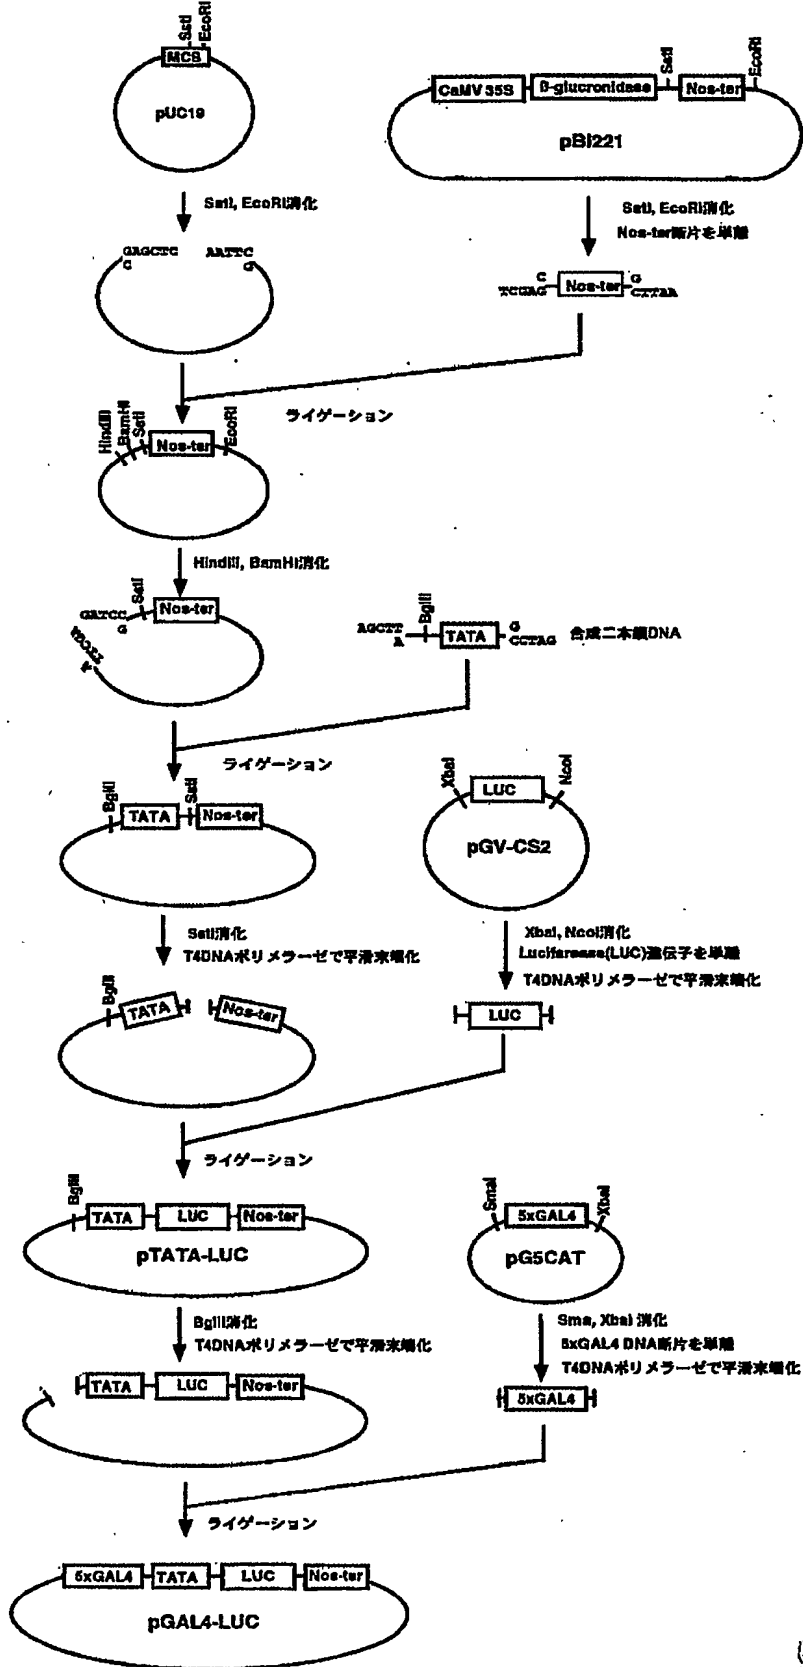 SstI
EcoRI
MCS
pUC19
SstI
EcoRI
CaMV 35S
β-glucronidase
Nos-ter
pBI221
SstI, EcoRI消化
SstI, EcoRI消化
Nos-ter断片を単離
GAGCTC AATTC
C G
C G
TCGAG Nos-ter CTTAA
ライゲーション
HindIII
BamHI
SstI
Nos-ter
EcoRI
HindIII, BamHI消化
SstI
GATCC
G
Nos-ter
AGCTT
A
BglII
TATA
G
CCTAG
合成二本鎖DNA
ライゲーション
BglII
TATA
SstI
Nos-ter
XbaI
LUC
NcoI
pGV-CS2
SstI消化
T4DNAポリメラーゼで平滑末端化
XbaI, NcoI消化
Luciferease(LUC)遺伝子を単離
T4DNAポリメラーゼで平滑末端化
BglII
TATA
Nos-ter
LUC
ライゲーション
BglII
TATA
LUC
Nos-ter
pTATA-LUC
SmaI
5xGAL4
XbaI
pG5CAT
BglII消化
T4DNAポリメラーゼで平滑末端化
Sma, XbaI 消化
5xGAL4 DNA断片を単離
T4DNAポリメラーゼで平滑末端化
TATA
LUC
Nos-ter
5xGAL4
ライゲーション
5xGAL4
TATA
LUC
Nos-ter
pGAL4-LUC